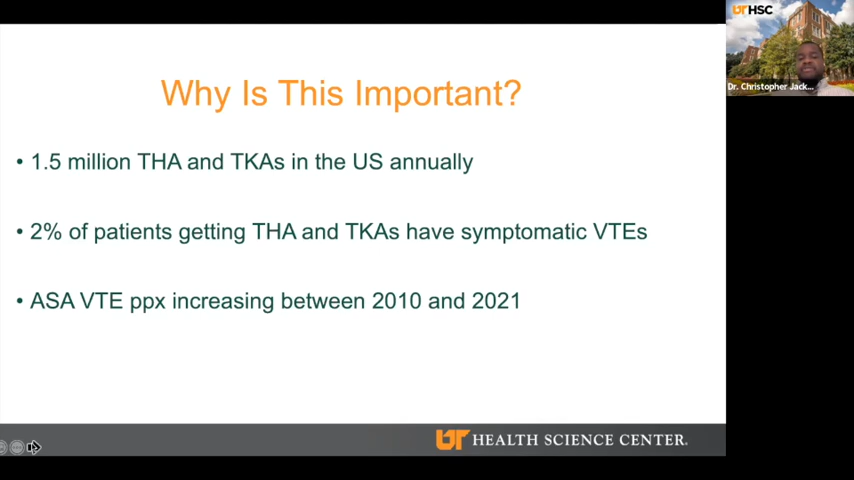 Why Is This Important?
• 1.5 million THA and TKAs in the US annually
• 2% of patients getting THA and TKAs have symptomatic VTEs
• ASA VTE ppx increasing between 2010 and 2021
UT HEALTH SCIENCE CENTER.
UTHSC
Dr. Christopher Jack...